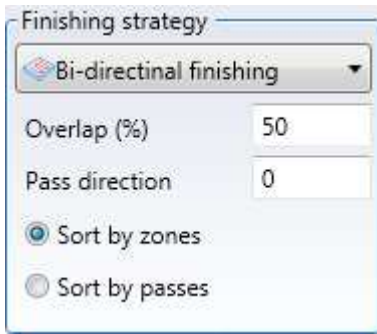 Finishing strategy
Bi-directinal finishing
Overlap (%) 50
Pass direction 0
Sort by zones
Sort by passes